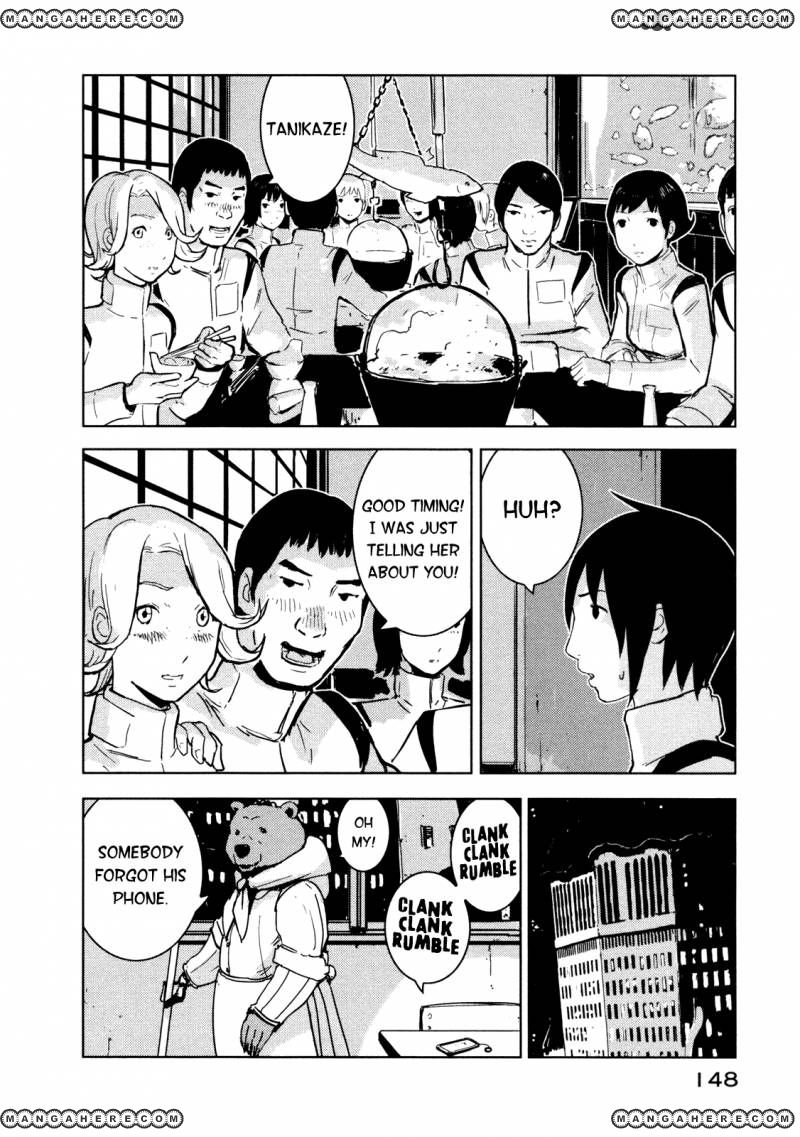 MANGAHERE.COM
MANGAHERE.COM
TANIKAZE!
GOOD TIMING!
I WAS JUST
TELLING HER
ABOUT YOU!
HUH?
SOMEBODY
FORGOT HIS
PHONE.
OH
MY!
CLANK
CLANK
RUMBLE
CLANK
CLANK
RUMBLE
148
MANGAHERE.COM
MANGAHERE.COM